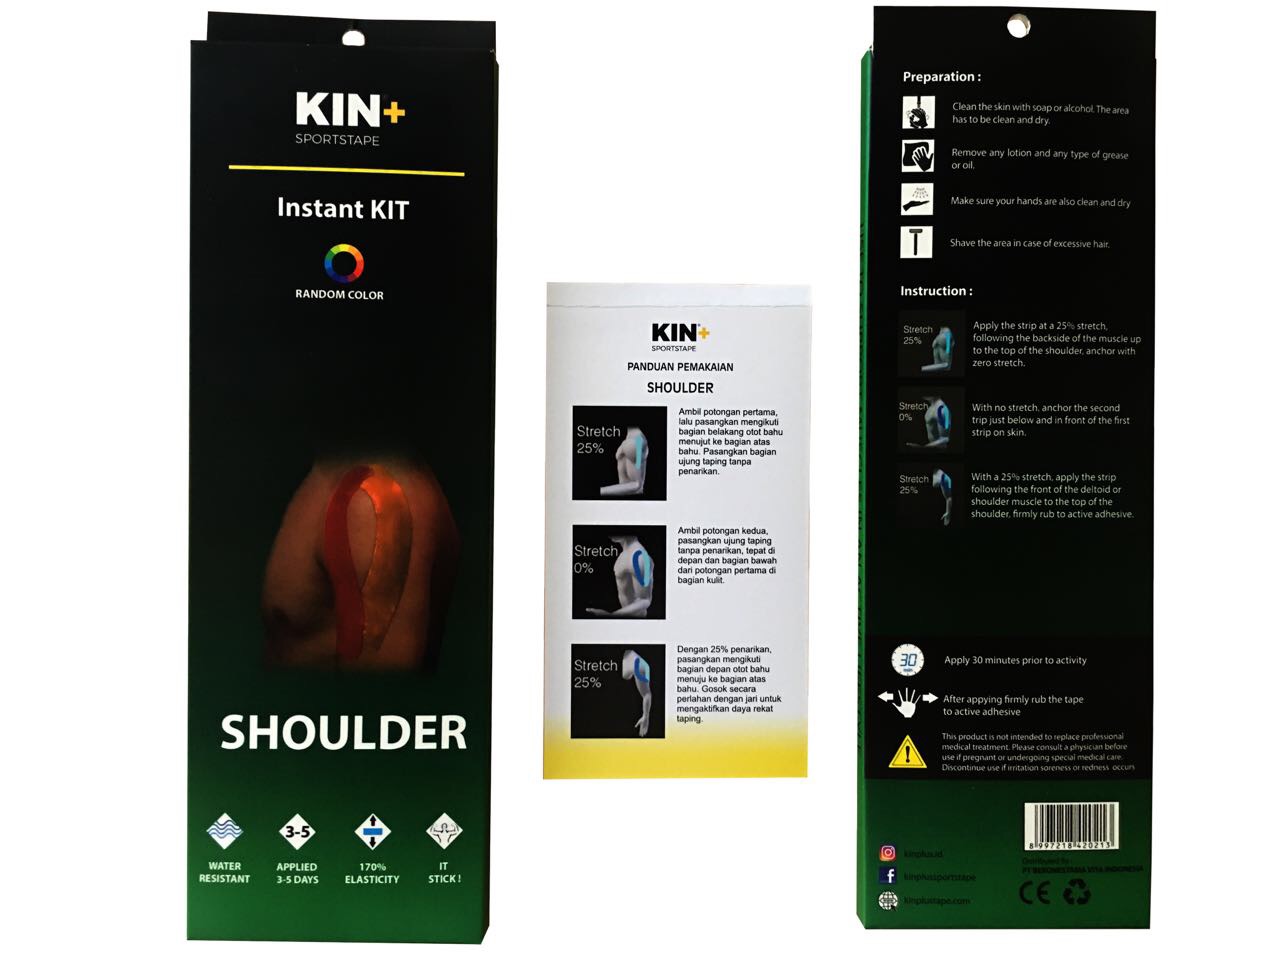 KIN+
SPORTSTAPE
Instant KIT
RANDOM COLOR
SHOULDER
WATER
RESISTANT
3-5
APPLIED
3-5 DAYS
170%
ELASTICITY
IT
STICK !
KIN+
SPORTSTAPE
PANDUAN PEMAKAIAN
SHOULDER
Stretch
25%
Ambil potongan pertama,
lalu pasangkan mengikuti
bagian belakang otot bahu
menujut ke bagian atas
bahu. Pasangkan bagian
ujung taping tanpa
penarikan.
Stretch
0%
Ambil potongan kedua,
pasangkan ujung taping
tanpa penarikan, tepat di
depan dan bagian bawah
dari potongan pertama di
bagian kulit.
Stretch
25%
Dengan 25% penarikan,
pasangkan mengikuti
bagian depan otot bahu
menuju ke bagian atas
bahu. Gosok secara
perlahan dengan jari untuk
mengaktifkan daya rekat
taping.
Preparation :
Clean the skin with soap or alcohol. The area
has to be clean and dry.
Remove any lotion and any type of grease
or oil.
Make sure your hands are also clean and dry
Shave the area in case of excessive hair.
Instruction :
Stretch
25%
Apply the strip at a 25% stretch,
following the backside of the muscle up
to the top of the shoulder, anchor with
zero stretch.
Stretch
0%
With no stretch, anchor the second
trip just below and in front of the first
strip on skin.
Stretch
25%
With a 25% stretch, apply the strip
following the front of the deltoid or
shoulder muscle to the top of the
shoulder, firmly rub to active adhesive.
30
min
Apply 30 minutes prior to activity
After appying firmly rub the tape
to active adhesive
This product is not intended to replace professional
medical treatment. Please consult a physician before
use if pregnant or undergoing special medical care.
Discontinue use if irritation soreness or redness occurs
8 997218 420213
kinplus.id
kinplussportstape
kinplustape.com
Distributed by :
CE